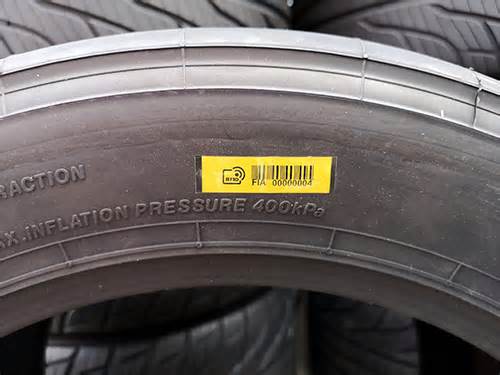 RACTION
RFID
FIA 00000004
AX. INFLATION PRESSURE 400kPa